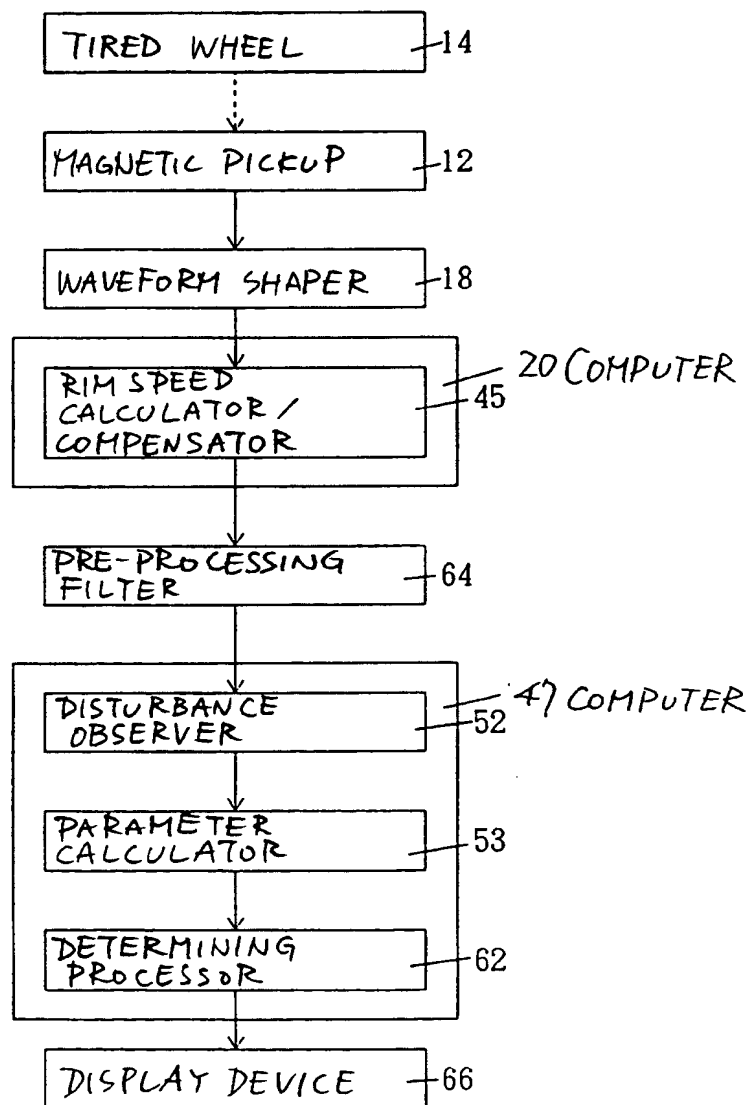 TIRED WHEEL 14
MAGNETIC PICKUP 12
WAVEFORM SHAPER 18
20 COMPUTER
RIM SPEED
CALCULATOR/
COMPENSATOR
45
PRE-PROCESSING
FILTER
64
47 COMPUTER
DISTURBANCE
OBSERVER
52
PARAMETER
CALCULATOR
53
DETERMINING
PROCESSOR
62
DISPLAY DEVICE 66